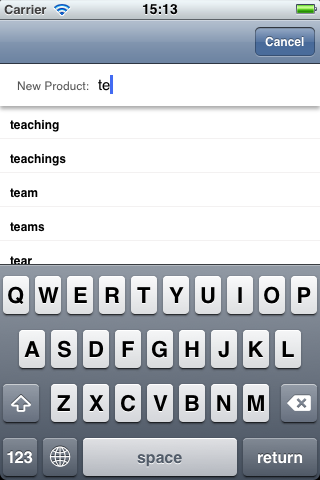 Carrier 15:13
Cancel
New Product: te
teaching
teachings
team
teams
tear
Q W E R T Y U I O P
A S D F G H J K L
Z X C V B N M
123 space return